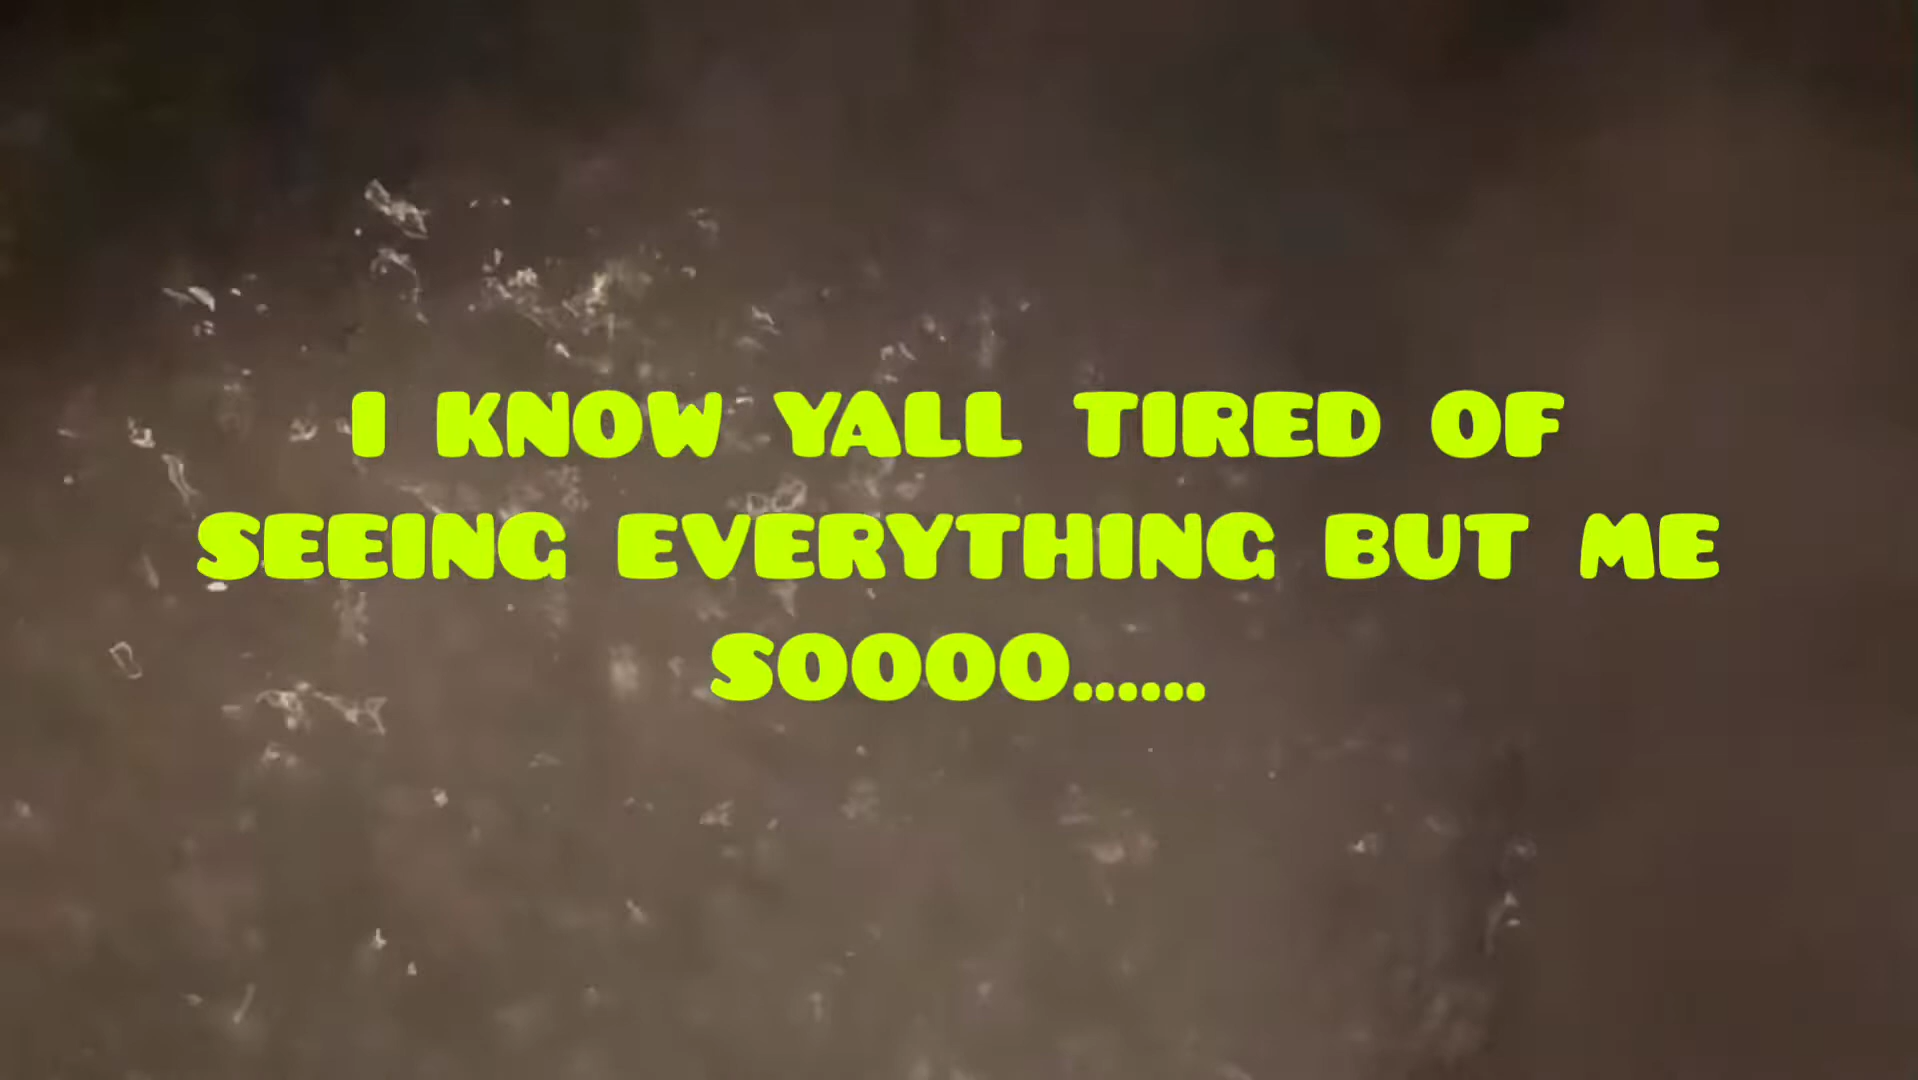 I KNOW YALL TIRED OF
SEEING EVERYTHING BUT ME
SOOOO......